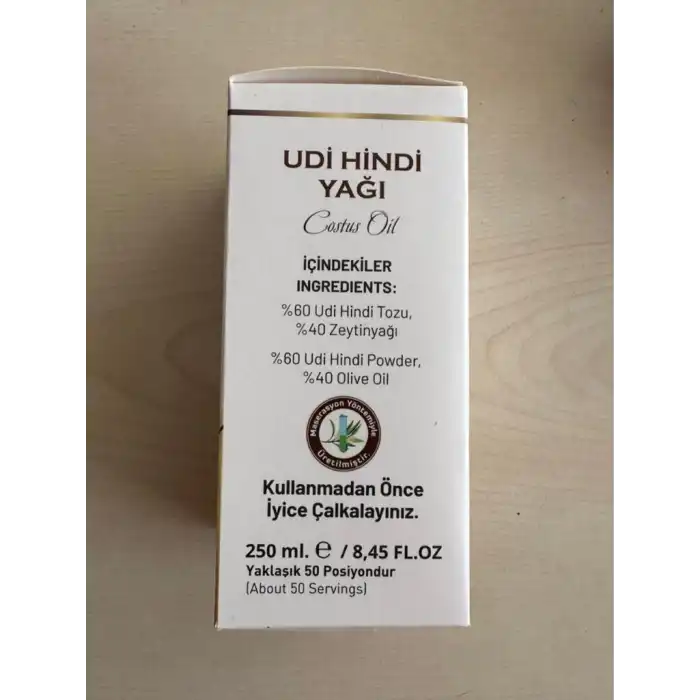 UDİ HİNDİ
YAĞI
Costus Oil
İÇİNDEKİLER
INGREDIENTS:
%60 Udi Hindi Tozu,
%40 Zeytinyağı
%60 Udi Hindi Powder,
%40 Olive Oil
Maserasyon Yöntemiyle
Üretilmiştir.
Kullanmadan Önce
İyice Çalkalayınız.
250 ml. ℮ / 8,45 FL.OZ
Yaklaşık 50 Posiyondur
(About 50 Servings)